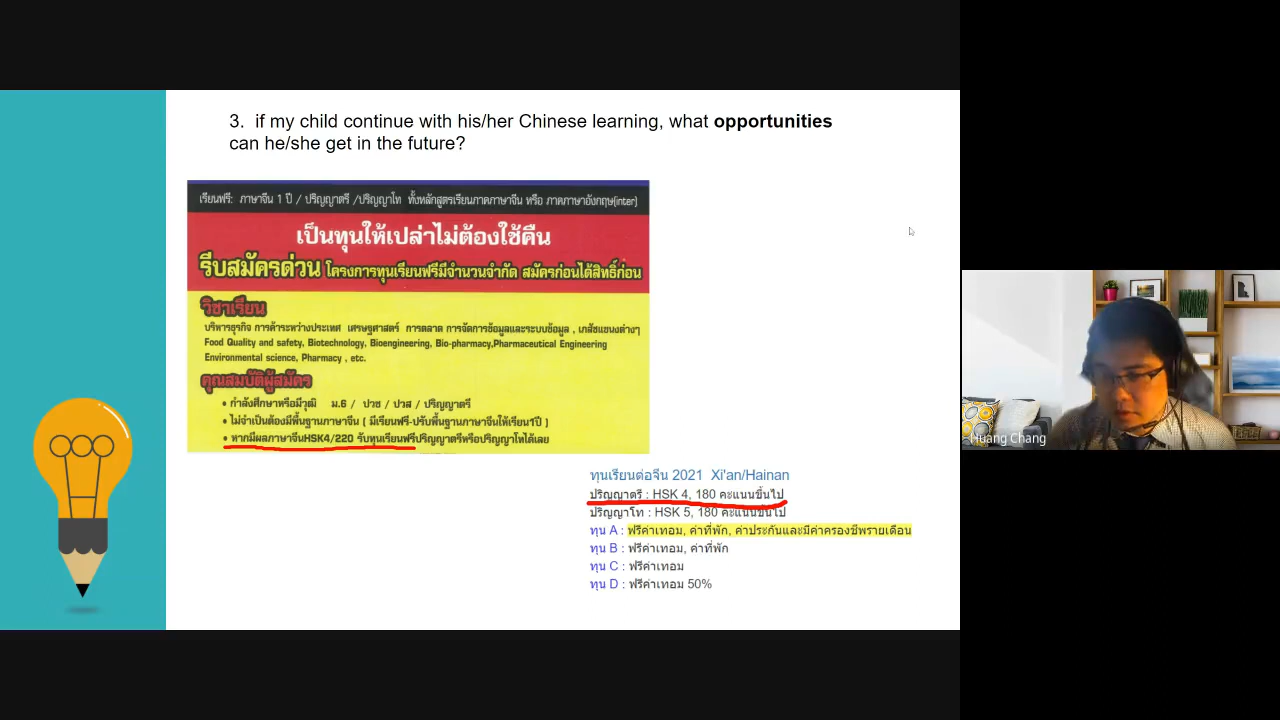 3. if my child continue with his/her Chinese learning, what opportunities
can he/she get in the future?
เรียนฟรี: ภาษาจีน 1 ปี / ปริญญาตรี /ปริญญาโท ทั้งหลักสูตรเรียนภาคภาษาจีน หรือ ภาคภาษาอังกฤษ(inter)
เป็นทุนให้เปล่าไม่ต้องใช้คืน
รีบสมัครด่วน โครงการทุนเรียนฟรีมีจำนวนจำกัด สมัครก่อนได้สิทธิ์ก่อน
วิชาเรียน
บริหารธุรกิจ การค้าระหว่างประเทศ เศรษฐศาสตร์ การตลาด การจัดการข้อมูลและระบบข้อมูล , เภสัชแขนงต่างๆ
Food Quality and safety, Biotechnology, Bioengineering, Bio-pharmacy,Pharmaceutical Engineering
Environmental science, Pharmacy , etc.
คุณสมบัติผู้สมัคร
• กำลังศึกษาหรือมีวุฒิ ม.6 / ปวช / ปวส / ปริญญาตรี
• ไม่จำเป็นต้องมีพื้นฐานภาษาจีน ( มีเรียนฟรี-ปรับพื้นฐานภาษาจีนให้เรียน1ปี )
• หากมีผลภาษาจีนHSK4/220 รับทุนเรียนฟรีปริญญาตรีหรือปริญญาโทได้เลย
ทุนเรียนต่อจีน 2021 Xi'an/Hainan
ปริญญาตรี : HSK 4, 180 คะแนนขึ้นไป
ปริญญาโท : HSK 5, 180 คะแนนขึ้นไป
ทุน A : ฟรีค่าเทอม, ค่าที่พัก, ค่าประกันและมีค่าครองชีพรายเดือน
ทุน B : ฟรีค่าเทอม, ค่าที่พัก
ทุน C : ฟรีค่าเทอม
ทุน D : ฟรีค่าเทอม 50%
Huang Chang